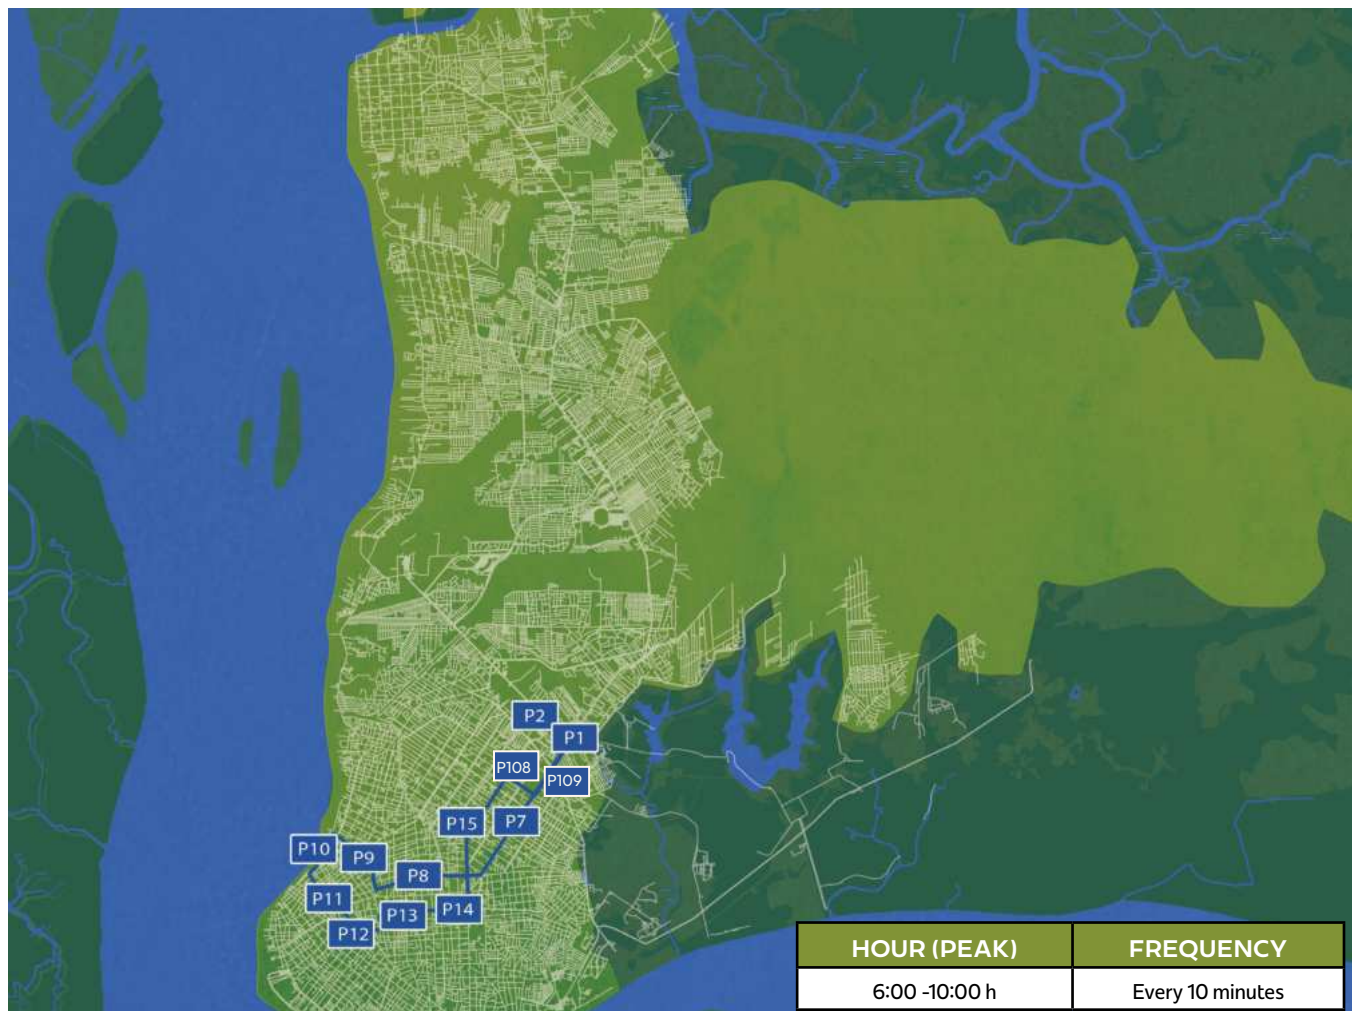 P2
P1
P108
P109
P15
P7
P10
P9
P8
P11
P13
P14
P12
HOUR (PEAK) FREQUENCY
6:00 -10:00 h Every 10 minutes